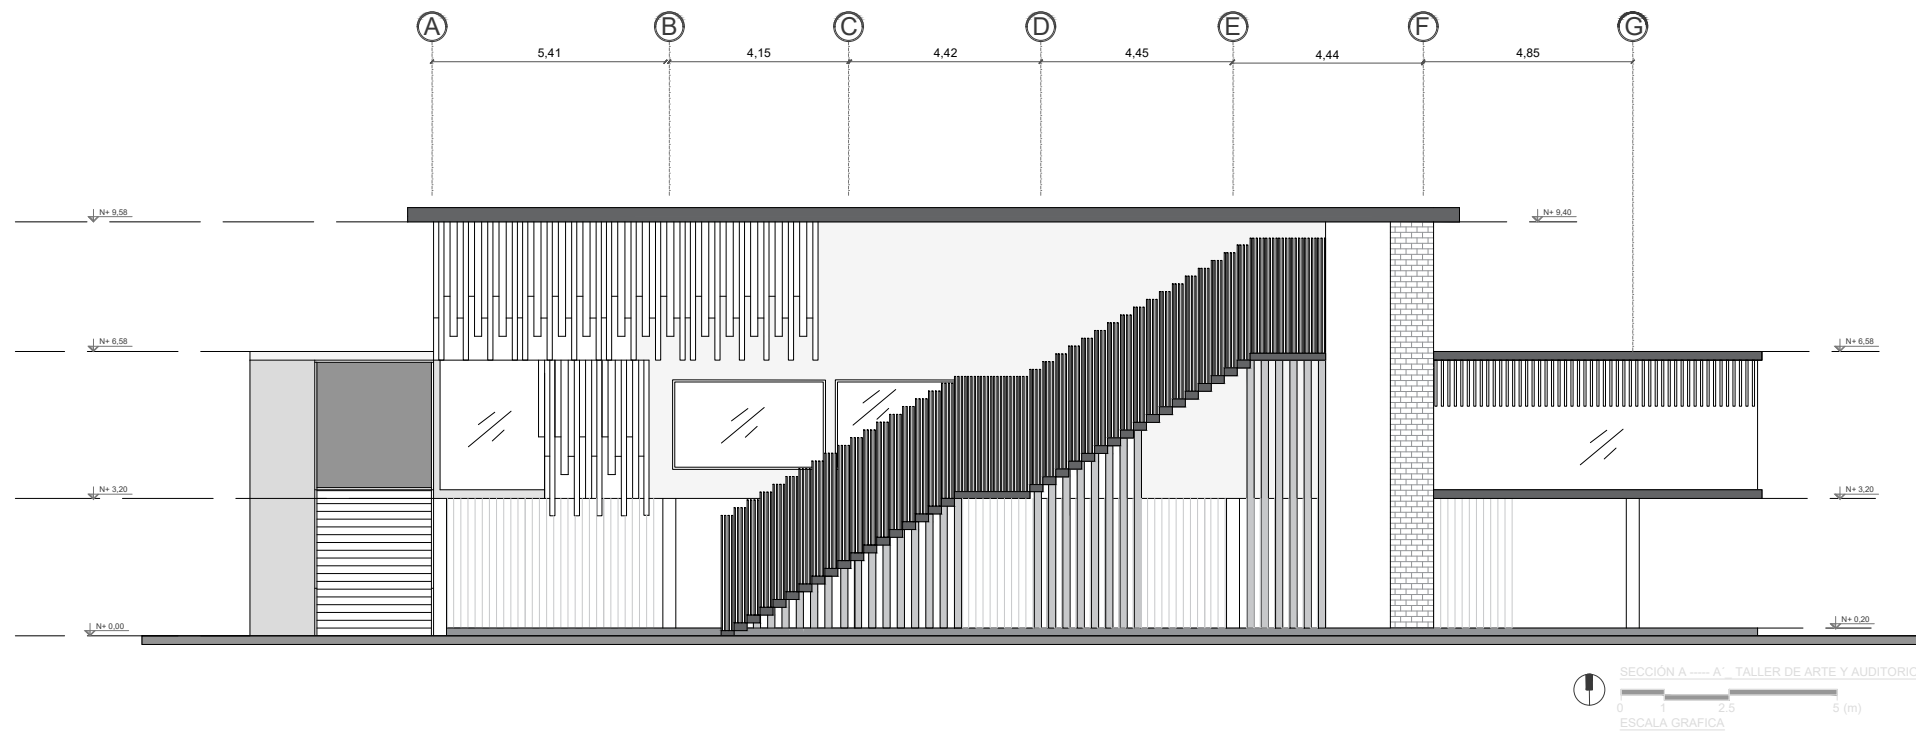 A B C D E F G
5,41 4,15 4,42 4,45 4,44 4,85
N+ 9,58 N+ 9,40
N+ 6,58 N+ 6,58
N+ 3,20 N+ 3,20
N+ 0,00 N+ 0,20
SECCIÓN A ----- A´_ TALLER DE ARTE Y AUDITORIO
0 1 2.5 5 (m)
ESCALA GRAFICA